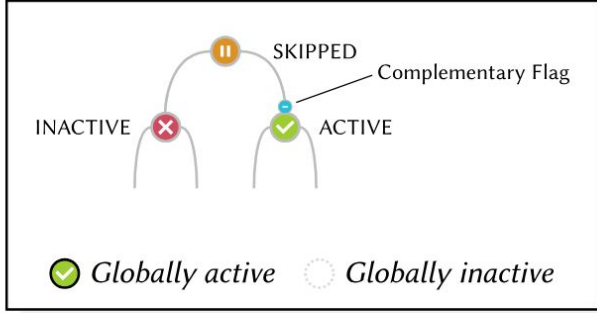 SKIPPED
Complementary Flag
INACTIVE
ACTIVE
Globally active
Globally inactive